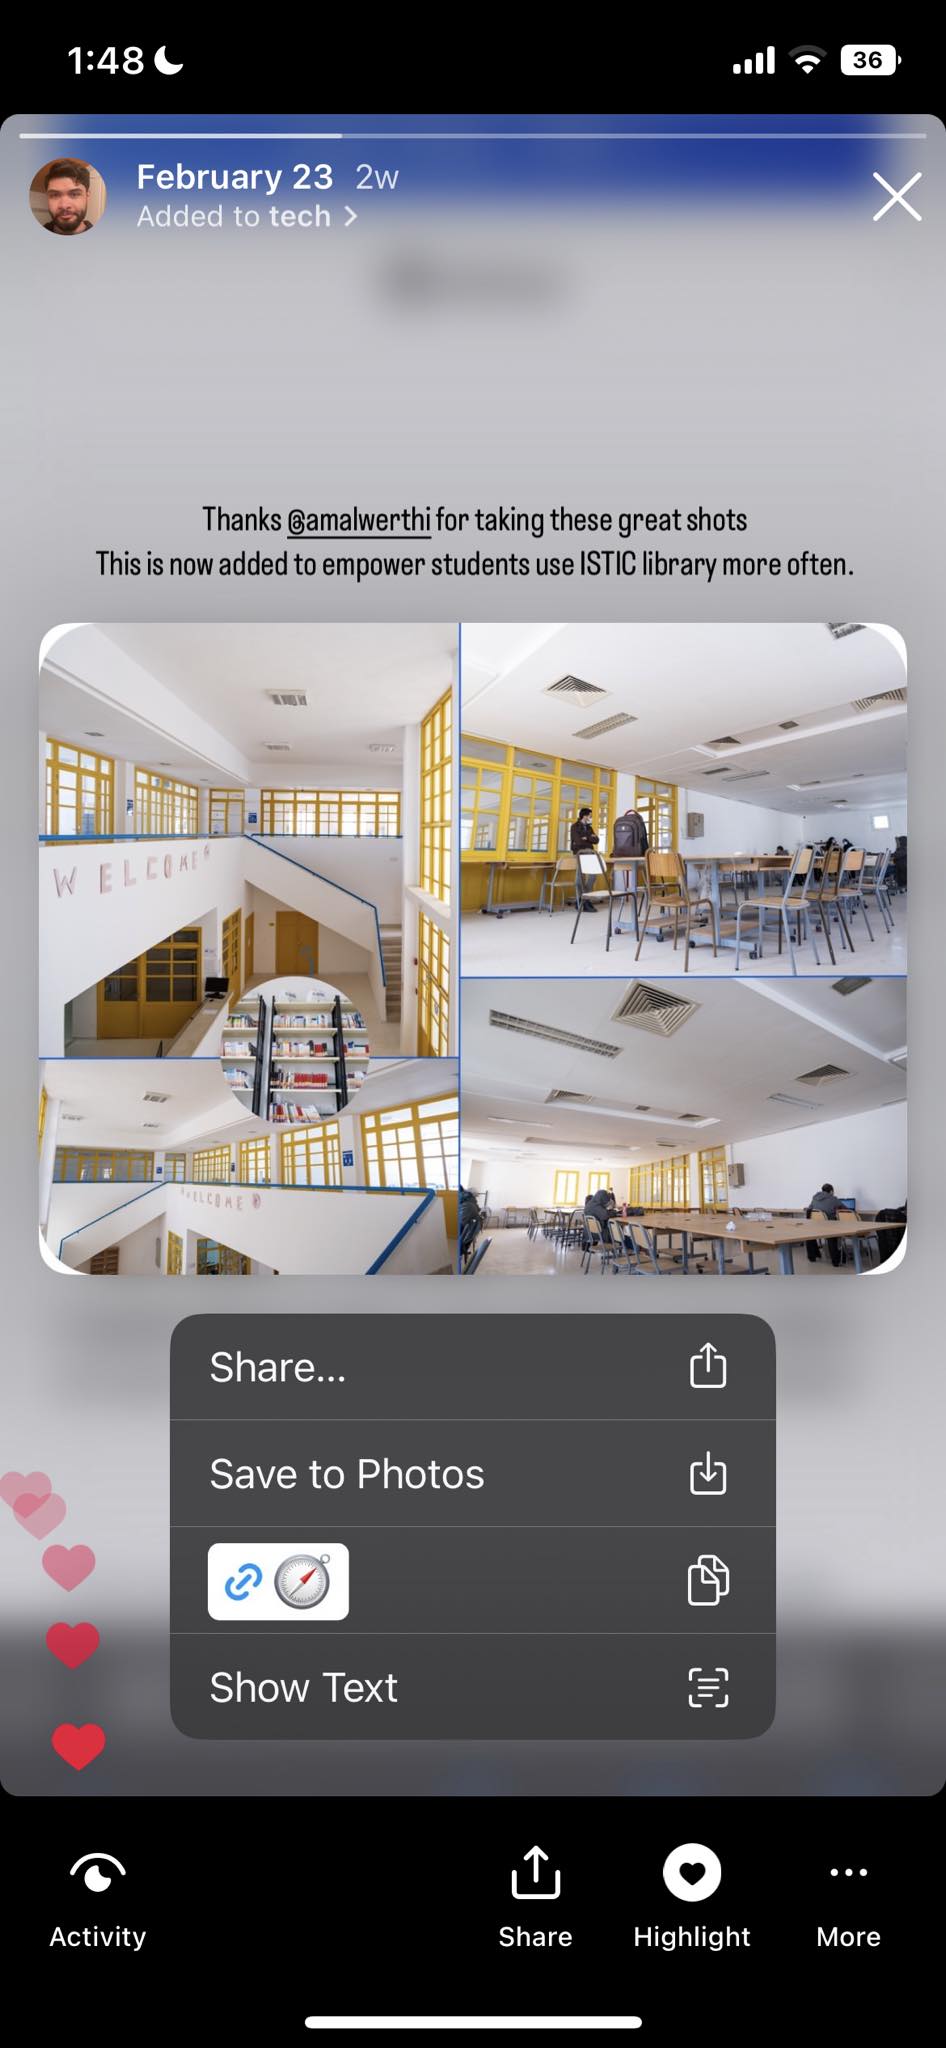 1:48
36
February 23 2w
Added to tech >
Thanks @amalwerthi for taking these great shots
This is now added to empower students use ISTIC library more often.
WELCOME
WELCOME
Share...
Save to Photos
Show Text
Activity
Share
Highlight
More